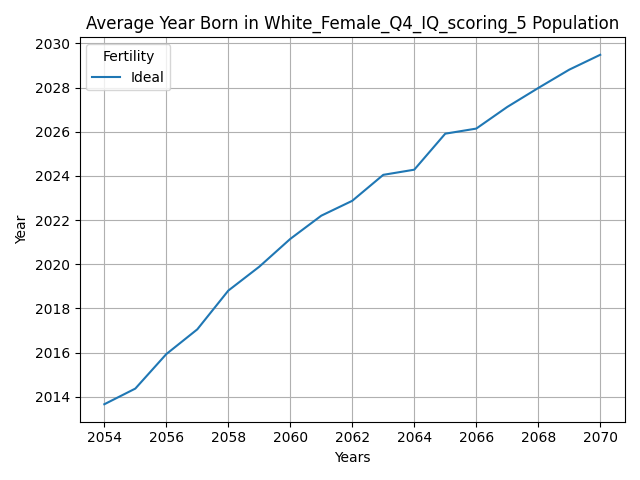 Average Year Born in White_Female_Q4_IQ_scoring_5 Population
2030
2028
2026
2024
2022
2020
2018
2016
2014
Year
Fertility
Ideal
2054 2056 2058 2060 2062 2064 2066 2068 2070
Years